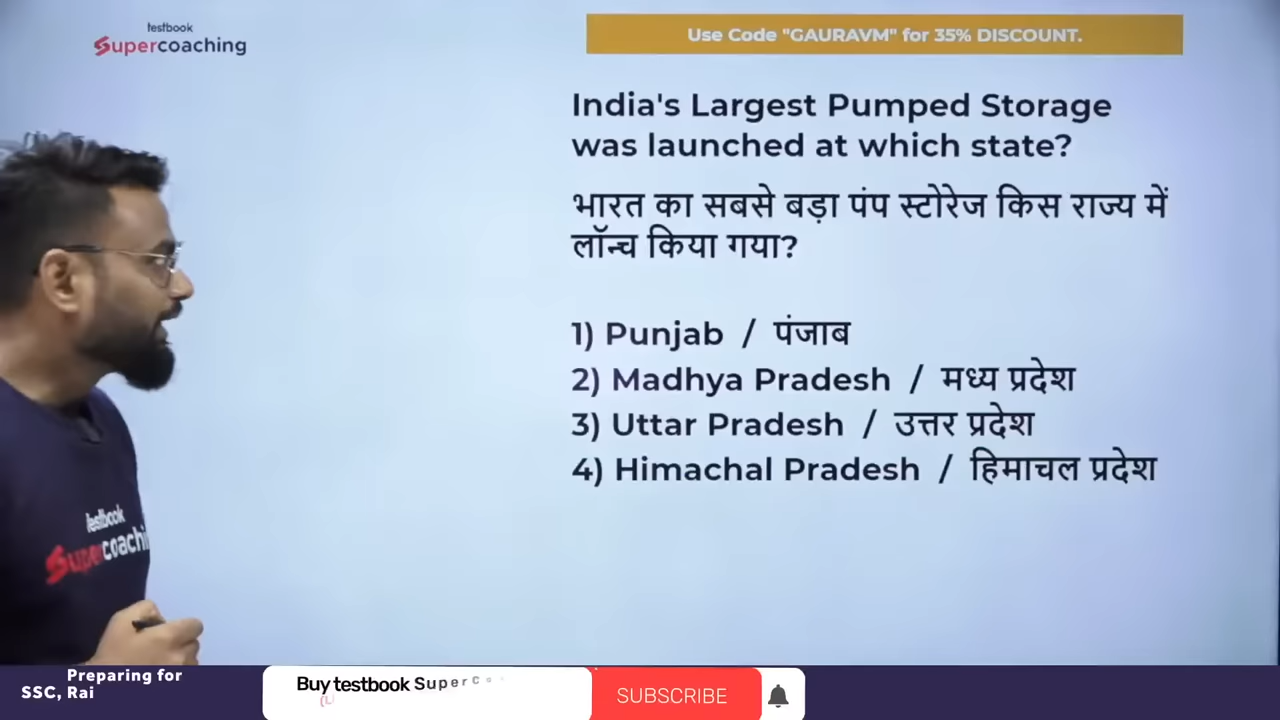 testbook
Supercoaching
Use Code "GAURAVM" for 35% DISCOUNT.
India's Largest Pumped Storage
was launched at which state?
भारत का सबसे बड़ा पंप स्टोरेज किस राज्य में
लॉन्च किया गया?
1) Punjab / पंजाब
2) Madhya Pradesh / मध्य प्रदेश
3) Uttar Pradesh / उत्तर प्रदेश
4) Himachal Pradesh / हिमाचल प्रदेश
testbook
Supercoachi
Preparing for
SSC, Rai
Buy testbook SuperCo
SUBSCRIBE